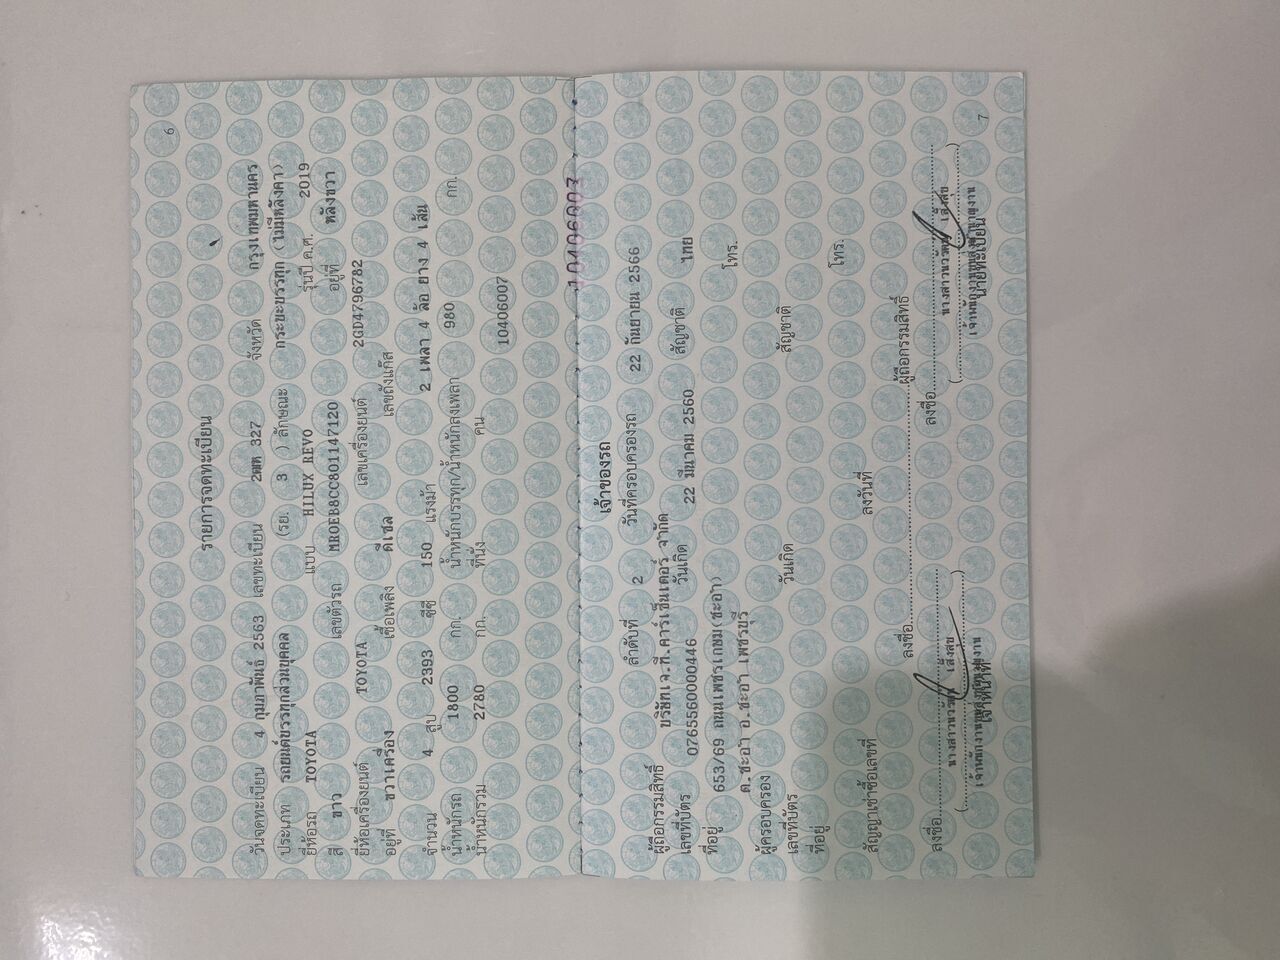 6
รายการจดทะเบียน
วันจดทะเบียน 4 กุมภาพันธ์ 2563 เลขทะเบียน 2ฒฅ 327 จังหวัด กรุงเทพมหานคร
ประเภท รถยนต์บรรทุกส่วนบุคคล (รย. 3 ) ลักษณะ กระบะบรรทุก(ไม่มีหลังคา)
ยี่ห้อรถ TOYOTA แบบ HILUX REVO รุ่นปี ค.ศ. 2019
สี ขาว เลขตัวรถ MR0EB8CC801147120 อยู่ที่ หลังขวา
ยี่ห้อเครื่องยนต์ TOYOTA เลขเครื่องยนต์ 2GD4796782
อยู่ที่ ขวาเครื่อง เชื้อเพลิง ดีเซล เลขถังแก๊ส
จำนวน 4 สูบ 2393 ซีซี 150 แรงม้า 2 เพลา 4 ล้อ ยาง 4 เส้น
น้ำหนักรถ 1800 กก. น้ำหนักบรรทุก/น้ำหนักลงเพลา 980 กก.
น้ำหนักรวม 2780 กก. ที่นั่ง คน 10406007
10406007
เจ้าของรถ
ลำดับที่ 2 วันที่ครอบครองรถ 22 กันยายน 2566
ผู้ถือกรรมสิทธิ์ บริษัทเจ.ที.คาร์เซ็นเตอร์ จำกัด
เลขที่บัตร 0765560000446 วันเกิด 22 มีนาคม 2560 สัญชาติ ไทย
ที่อยู่ 653/69 ถนนเพชรเกษม(ชะอำ) โทร.
ต.ชะอำ อ.ชะอำ เพชรบุรี
ผู้ครอบครอง
เลขที่บัตร วันเกิด สัญชาติ
ที่อยู่ โทร.
สัญญาเช่าซื้อเลขที่ ลงวันที่
ลงชื่อ ผู้ถือกรรมสิทธิ์
ลงชื่อ ลงชื่อ
เจ้าหน้าที่ นายทะเบียน
7